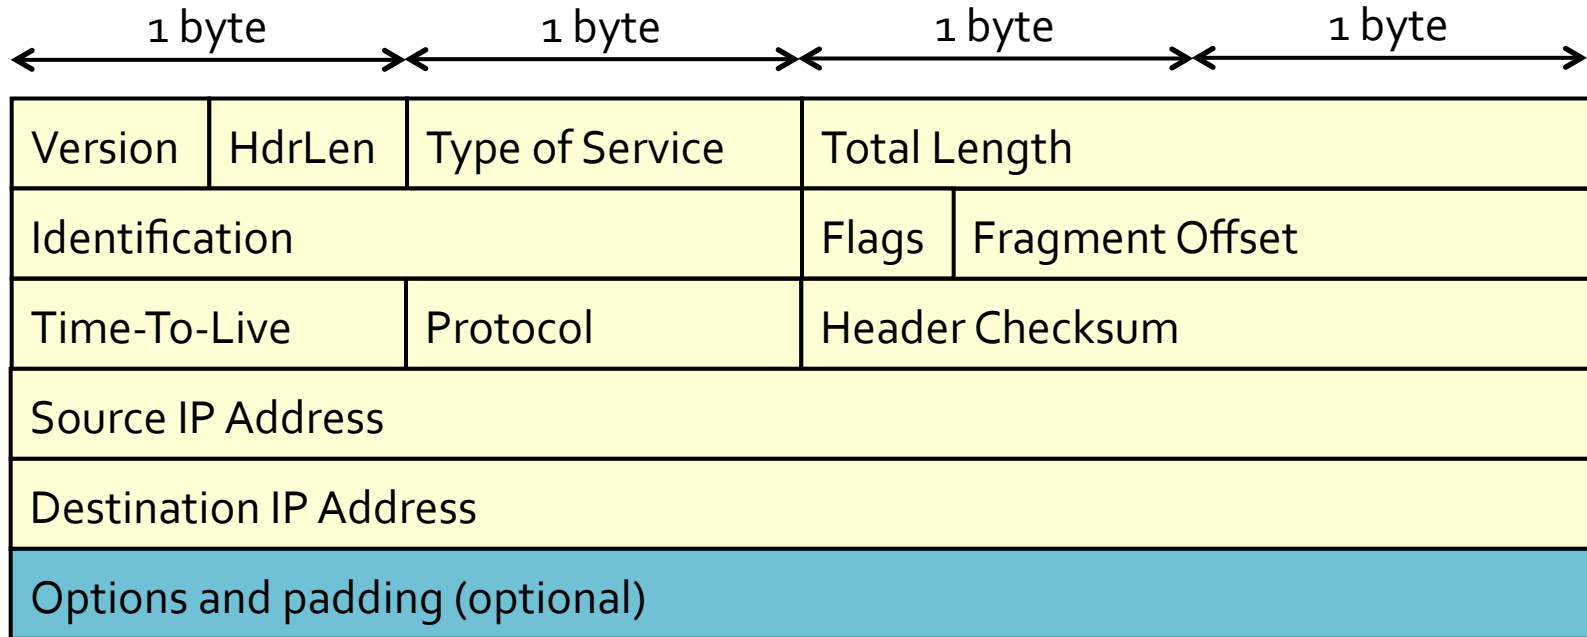 1 byte 1 byte 1 byte 1 byte
Version HdrLen Type of Service Total Length
Identification Flags Fragment Offset
Time-To-Live Protocol Header Checksum
Source IP Address
Destination IP Address
Options and padding (optional)